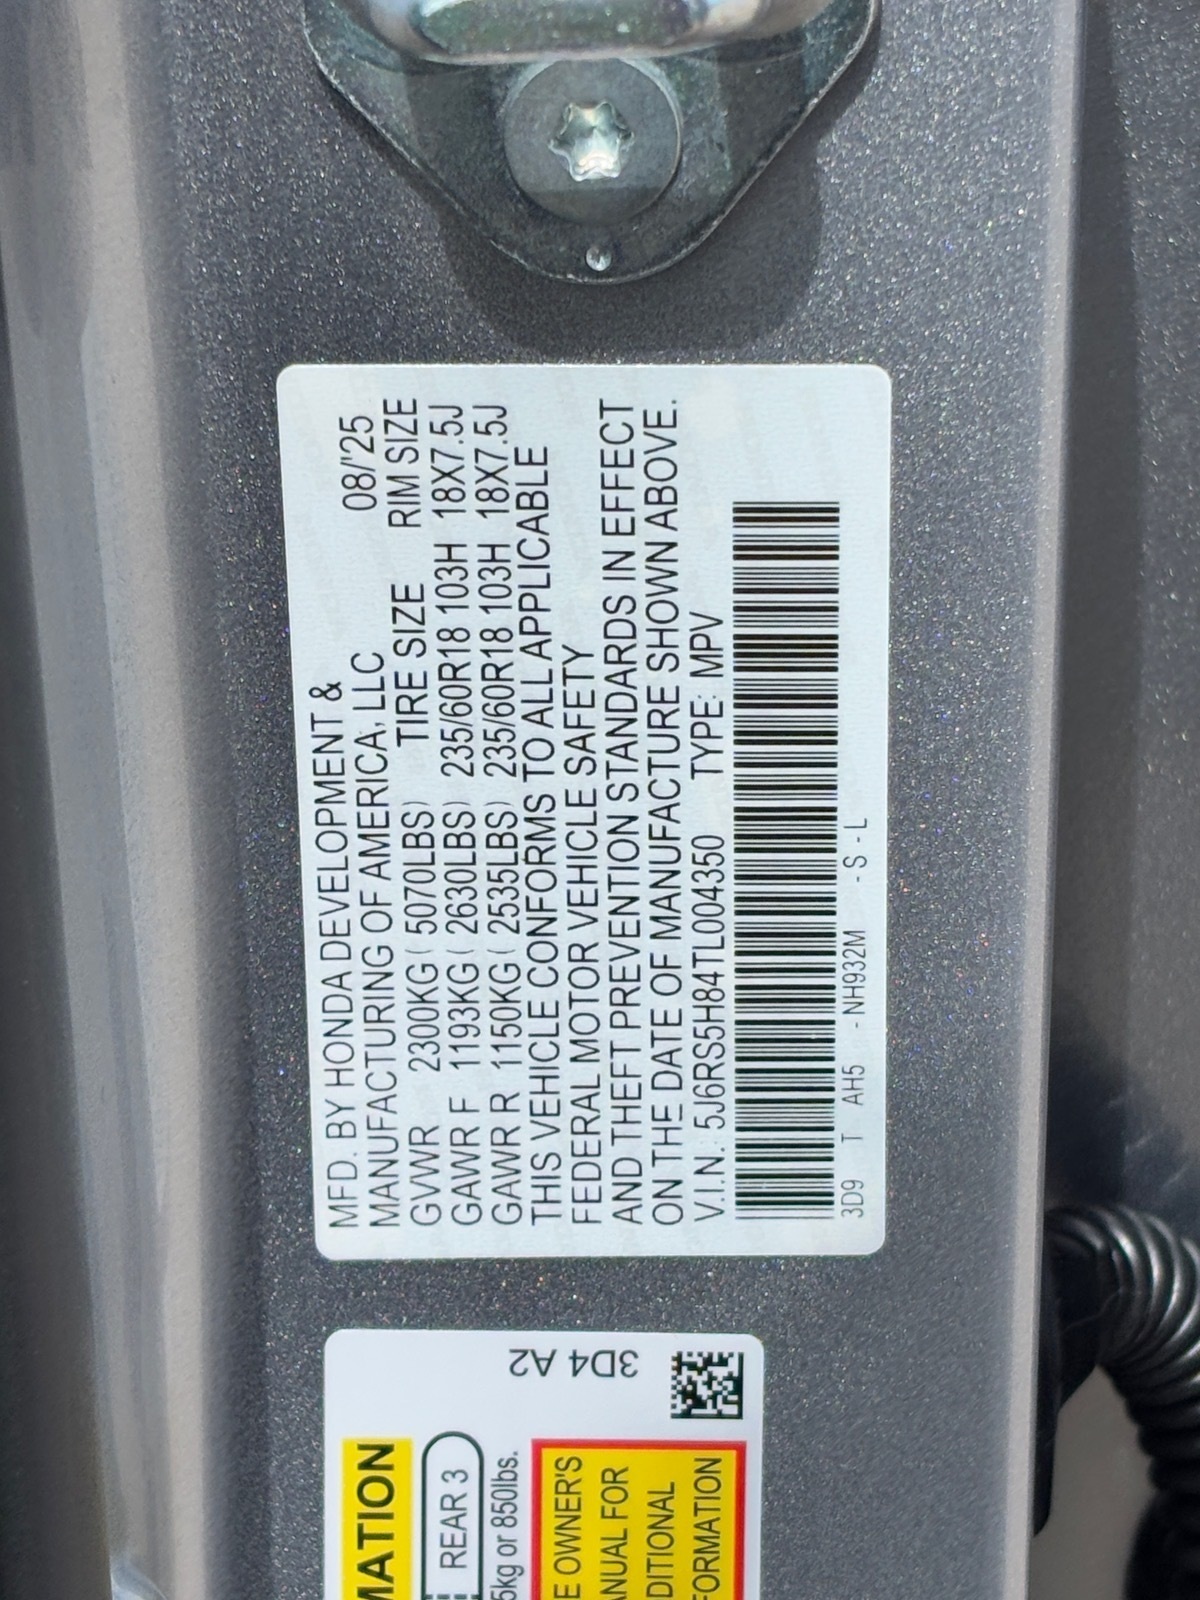 MFD. BY HONDA DEVELOPMENT &
MANUFACTURING OF AMERICA, LLC 08/'25
GVWR 2300KG ( 5070LBS) TIRE SIZE RIM SIZE
GAWR F 1193KG ( 2630LBS) 235/60R18 103H 18X7.5J
GAWR R 1150KG ( 2535LBS) 235/60R18 103H 18X7.5J
THIS VEHICLE CONFORMS TO ALL APPLICABLE
FEDERAL MOTOR VEHICLE SAFETY
AND THEFT PREVENTION STANDARDS IN EFFECT
ON THE DATE OF MANUFACTURE SHOWN ABOVE.
V.I.N.: 5J6RS5H84TL004350 TYPE: MPV
3D9 T AH5 -NH932M -S-L
3D4 A2
MATION
REAR 3
5kg or 850lbs.
E OWNER'S
ANUAL FOR
DITIONAL
FORMATION